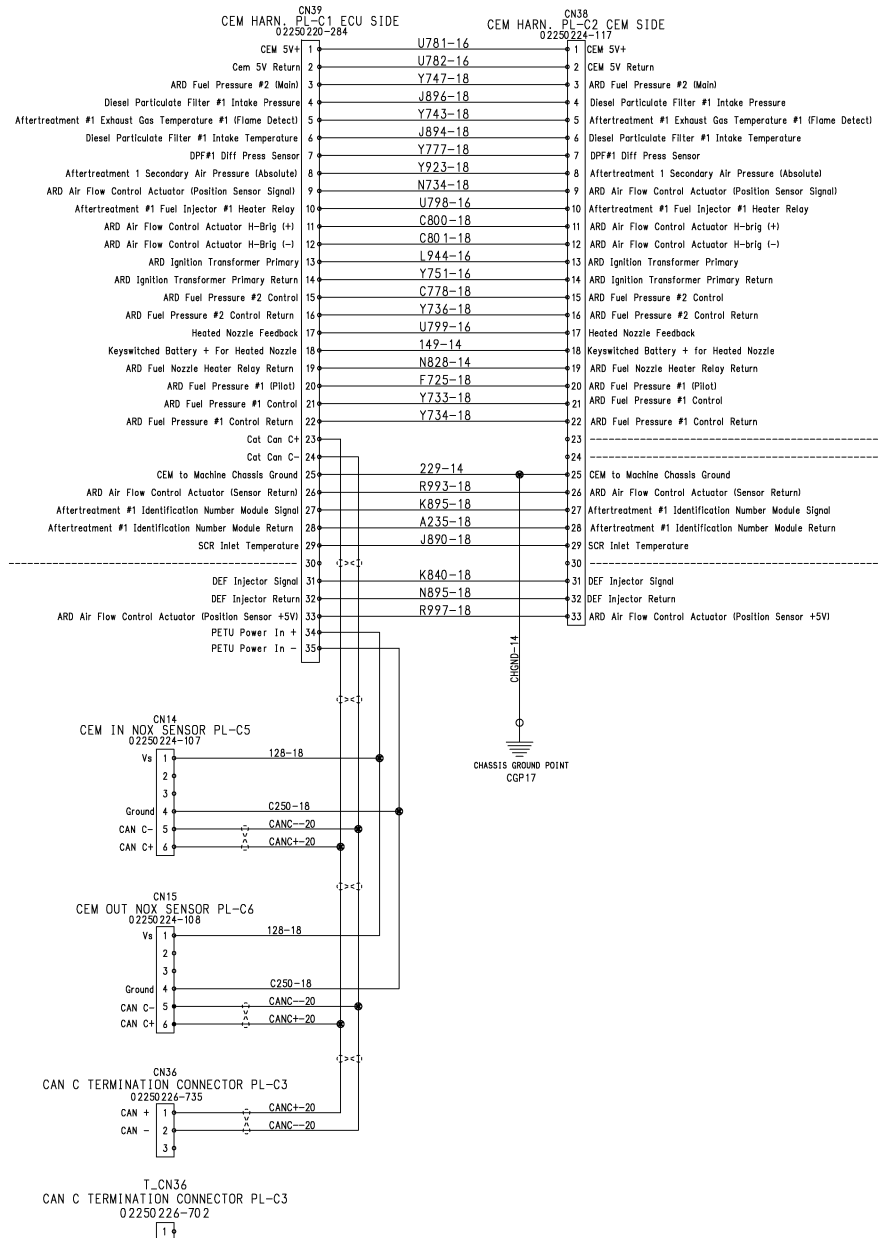 CN39
CEM HARN. PL-C1 ECU SIDE
02250220-284
CN38
CEM HARN. PL-C2 CEM SIDE
02250224-117
CEM 5V+ 1 U781-16 1 CEM 5V+
Cem 5V Return 2 U782-16 2 CEM 5V Return
ARD Fuel Pressure #2 (Main) 3 Y747-18 3 ARD Fuel Pressure #2 (Main)
Diesel Particulate Filter #1 Intake Pressure 4 J896-18 4 Diesel Particulate Filter #1 Intake Pressure
Aftertreatment #1 Exhaust Gas Temperature #1 (Flame Detect) 5 Y743-18 5 Aftertreatment #1 Exhaust Gas Temperature #1 (Flame Detect)
Diesel Particulate Filter #1 Intake Temperature 6 J894-18 6 Diesel Particulate Filter #1 Intake Temperature
DPF#1 Diff Press Sensor 7 Y777-18 7 DPF#1 Diff Press Sensor
Aftertreatment 1 Secondary Air Pressure (Absolute) 8 Y923-18 8 Aftertreatment 1 Secondary Air Pressure (Absolute)
ARD Air Flow Control Actuator (Position Sensor Signal) 9 N734-18 9 ARD Air Flow Control Actuator (Position Sensor Signal)
Aftertreatment #1 Fuel Injector #1 Heater Relay 10 U798-16 10 Aftertreatment #1 Fuel Injector #1 Heater Relay
ARD Air Flow Control Actuator H-Brig (+) 11 C800-18 11 ARD Air Flow Control Actuator H-brig (+)
ARD Air Flow Control Actuator H-Brig (-) 12 C801-18 12 ARD Air Flow Control Actuator H-brig (-)
ARD Ignition Transformer Primary 13 L944-16 13 ARD Ignition Transformer Primary
ARD Ignition Transformer Primary Return 14 Y751-16 14 ARD Ignition Transformer Primary Return
ARD Fuel Pressure #2 Control 15 C778-18 15 ARD Fuel Pressure #2 Control
ARD Fuel Pressure #2 Control Return 16 Y736-18 16 ARD Fuel Pressure #2 Control Return
Heated Nozzle Feedback 17 U799-16 17 Heated Nozzle Feedback
Keyswitched Battery + For Heated Nozzle 18 149-14 18 Keyswitched Battery + for Heated Nozzle
ARD Fuel Nozzle Heater Relay Return 19 N828-14 19 ARD Fuel Nozzle Heater Relay Return
ARD Fuel Pressure #1 (Pilot) 20 F725-18 20 ARD Fuel Pressure #1 (Pilot)
ARD Fuel Pressure #1 Control 21 Y733-18 21 ARD Fuel Pressure #1 Control
ARD Fuel Pressure #1 Control Return 22 Y734-18 22 ARD Fuel Pressure #1 Control Return
Cat Can C+ 23 23
Cat Can C- 24 24
CEM to Machine Chassis Ground 25 229-14 25 CEM to Machine Chassis Ground
ARD Air Flow Control Actuator (Sensor Return) 26 R993-18 26 ARD Air Flow Control Actuator (Sensor Return)
Aftertreatment #1 Identification Number Module Signal 27 K895-18 27 Aftertreatment #1 Identification Number Module Signal
Aftertreatment #1 Identification Number Module Return 28 A235-18 28 Aftertreatment #1 Identification Number Module Return
SCR Inlet Temperature 29 J890-18 29 SCR Inlet Temperature
30 30
DEF Injector Signal 31 K840-18 31 DEF Injector Signal
DEF Injector Return 32 N895-18 32 DEF Injector Return
ARD Air Flow Control Actuator (Position Sensor +5V) 33 R997-18 33 ARD Air Flow Control Actuator (Position Sensor +5V)
PETU Power In + 34
PETU Power In - 35
CHGND-14
CHASSIS GROUND POINT
CGP17
CN14
CEM IN NOX SENSOR PL-C5
02250224-107
Vs 1 128-18
2
3
Ground 4 C250-18
CAN C- 5 CANC--20
CAN C+ 6 CANC+-20
CN15
CEM OUT NOX SENSOR PL-C6
02250224-108
Vs 1 128-18
2
3
Ground 4 C250-18
CAN C- 5 CANC--20
CAN C+ 6 CANC+-20
CN36
CAN C TERMINATION CONNECTOR PL-C3
02250226-735
CAN + 1 CANC+-20
CAN - 2 CANC--20
3
T_CN36
CAN C TERMINATION CONNECTOR PL-C3
02250226-702
1